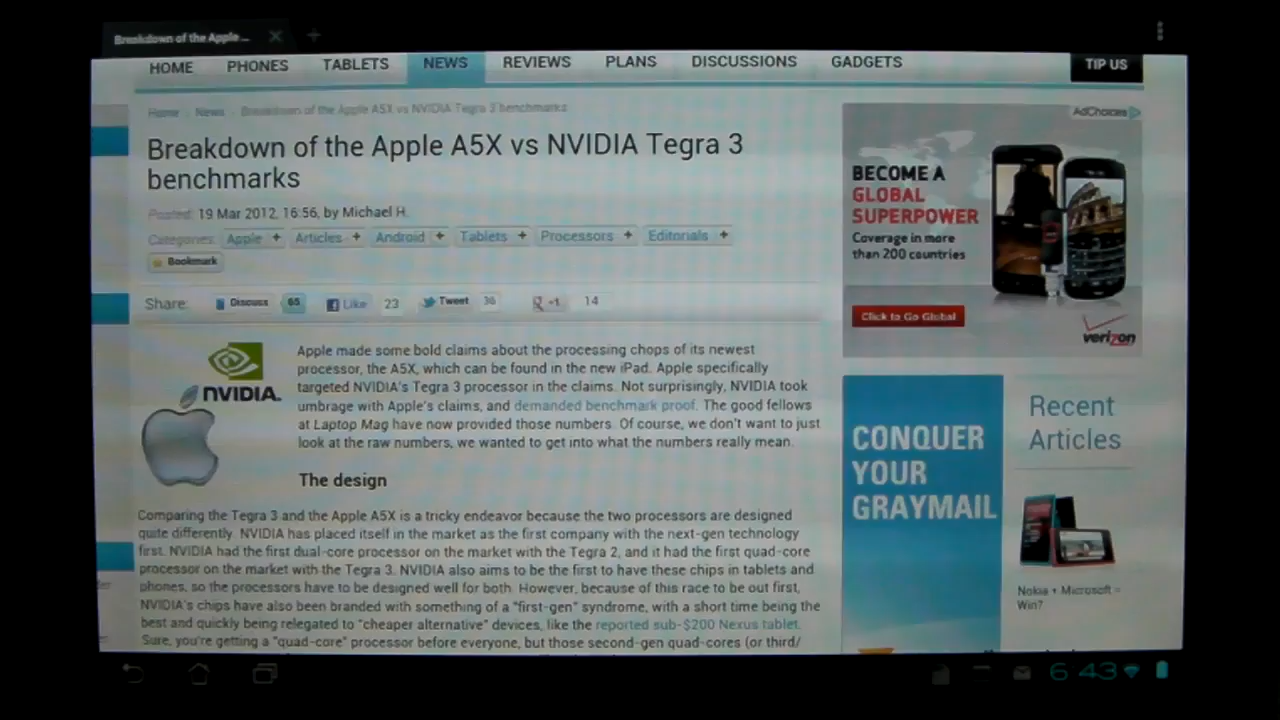 Breakdown of the Apple ...
HOME PHONES TABLETS NEWS REVIEWS PLANS DISCUSSIONS GADGETS TIP US
Home News Breakdown of the Apple A5X vs NVIDIA Tegra 3 benchmarks
Breakdown of the Apple A5X vs NVIDIA Tegra 3
benchmarks
Posted: 19 Mar 2012, 16:56, by Michael H.
Categories: Apple + Articles + Android + Tablets + Processors + Editorials +
Bookmark
Share: Discuss 65 Like 23 Tweet 36 +1 14
NVIDIA.
Apple made some bold claims about the processing chops of its newest
processor, the A5X, which can be found in the new iPad. Apple specifically
targeted NVIDIA's Tegra 3 processor in the claims. Not surprisingly, NVIDIA took
umbrage with Apple's claims, and demanded benchmark proof. The good fellows
at Laptop Mag have now provided those numbers. Of course, we don't want to just
look at the raw numbers, we wanted to get into what the numbers really mean.
The design
Comparing the Tegra 3 and the Apple A5X is a tricky endeavor because the two processors are designed
quite differently. NVIDIA has placed itself in the market as the first company with the next-gen technology
first. NVIDIA had the first dual-core processor on the market with the Tegra 2, and it had the first quad-core
processor on the market with the Tegra 3. NVIDIA also aims to be the first to have these chips in tablets and
phones, so the processors have to be designed well for both. However, because of this race to be out first,
NVIDIA's chips have also been branded with something of a "first-gen" syndrome, with a short time being the
best and quickly being relegated to "cheaper alternative" devices, like the reported sub-$200 Nexus tablet.
Sure, you're getting a "quad-core" processor before everyone, but those second-gen quad-cores (or third/
AdChoices
BECOME A
GLOBAL
SUPERPOWER
Coverage in more
than 200 countries
Click to Go Global
verizon
CONQUER
YOUR
GRAYMAIL
Recent
Articles
Nokia + Microsoft =
Win?
6:43